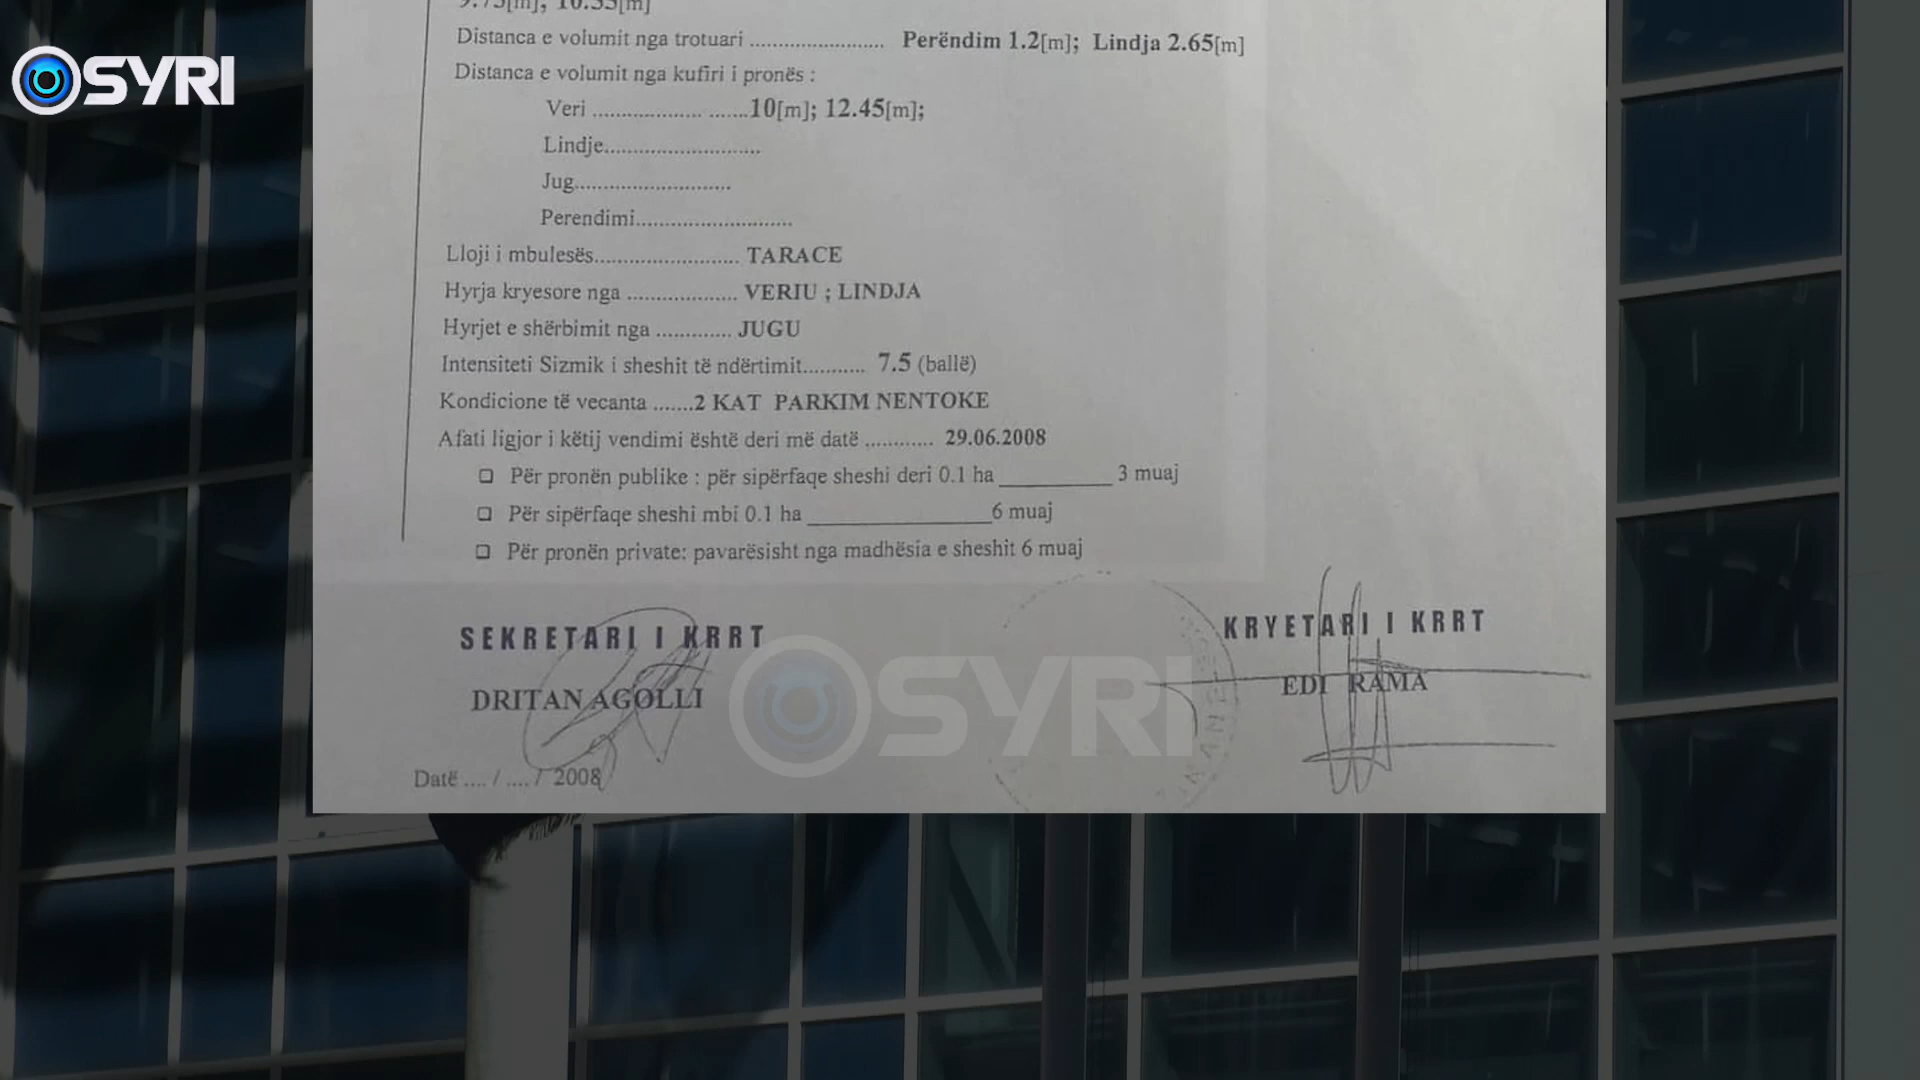 9.75[m]; 10.35[m]
Distanca e volumit nga trotuari ........................ Perëndim 1.2[m]; Lindja 2.65[m]
Distanca e volumit nga kufiri i pronës :
Veri .................... .......10[m]; 12.45[m];
Lindje............................
Jug............................
Perendimi............................
Lloji i mbulesës.......................... TARACE
Hyrja kryesore nga .................... VERIU ; LINDJA
Hyrjet e shërbimit nga ............. JUGU
Intensiteti Sizmik i sheshit të ndërtimit........... 7.5 (ballë)
Kondicione të vecanta .......2 KAT PARKIM NENTOKE
Afati ligjor i këtij vendimi është deri më datë ............ 29.06.2008
Për pronën publike : për sipërfaqe sheshi deri 0.1 ha __________ 3 muaj
Për sipërfaqe sheshi mbi 0.1 ha ________________6 muaj
Për pronën private: pavarësisht nga madhësia e sheshit 6 muaj
SEKRETARI I KRRT
KRYETARI I KRRT
DRITAN AGOLLI
EDI RAMA
Datë .... / .... / 2008
SYRI
SYRI